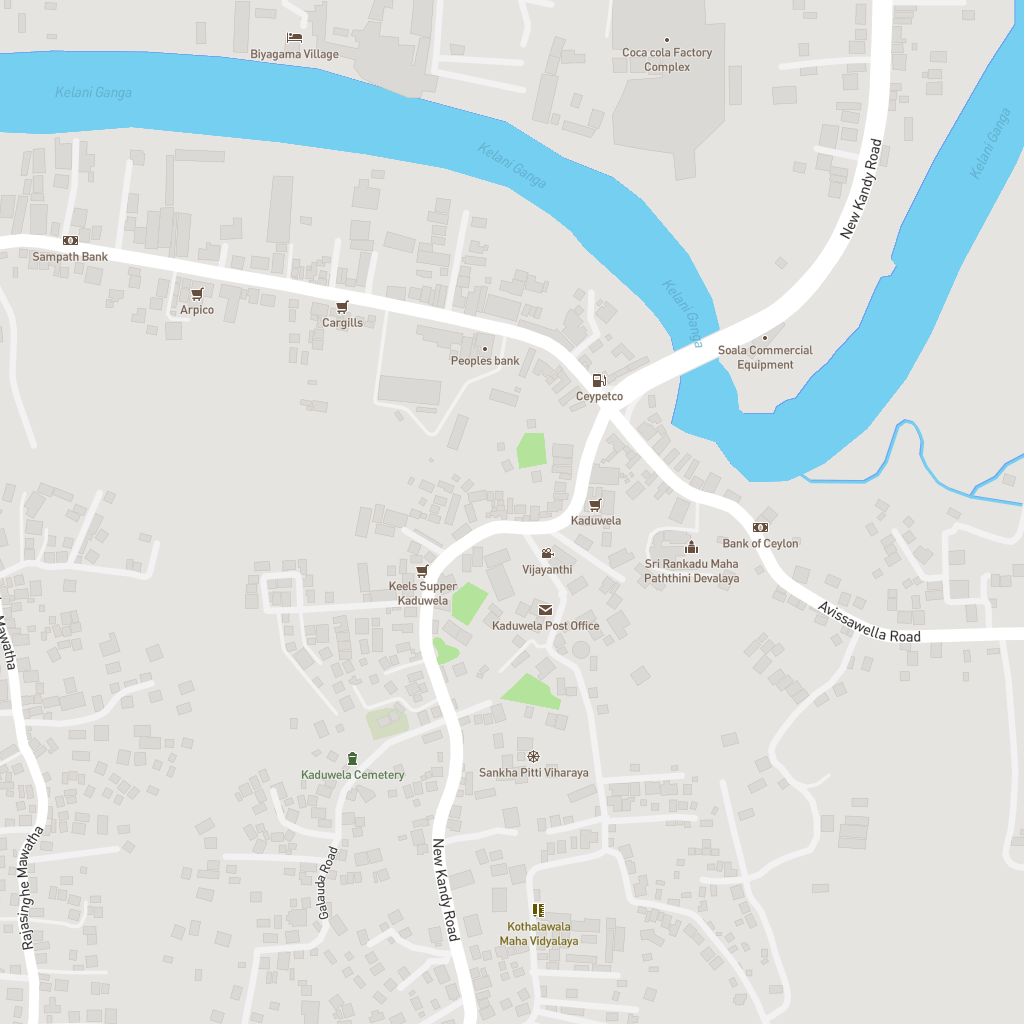 Biyagama Village
Coca cola Factory
Complex
Kelani Ganga
Kelani Ganga
Kelani Ganga
New Kandy Road
Sampath Bank
Arpico
Cargills
Kelani Ganga
Peoples bank
Soala Commercial
Equipment
Ceypetco
Kaduwela
Bank of Ceylon
Vijayanthi
Sri Rankadu Maha
Paththini Devalaya
Keels Supper
Kaduwela
Kaduwela Post Office
Avissawella Road
Mawatha
Sankha Pitti Viharaya
Kaduwela Cemetery
Rajasinghe Mawatha
Galauda Road
New Kandy Road
Kothalawala
Maha Vidyalaya